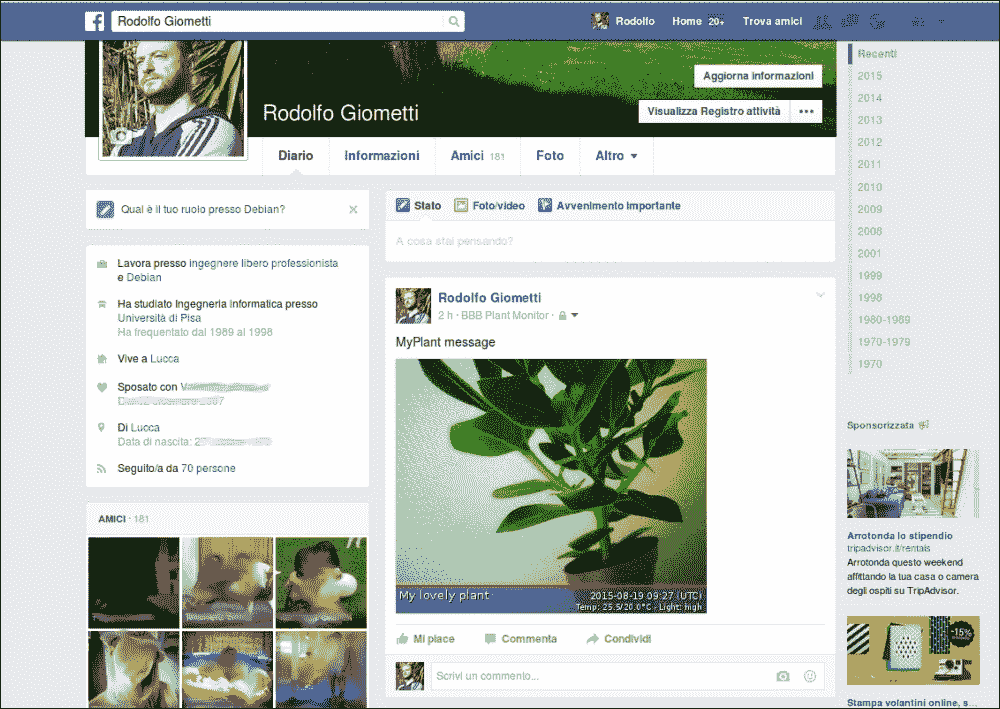 Rodolfo Giometti
Rodolfo Home 20+ Trova amici
Aggiorna informazioni
Rodolfo Giometti
Visualizza Registro attività •••
Diario Informazioni Amici 181 Foto Altro
Qual è il tuo ruolo presso Debian?
Lavora presso ingegnere libero professionista
e Debian
Ha studiato Ingegneria Informatica presso
Università di Pisa
Ha frequentato dal 1989 al 1998
Vive a Lucca
Sposato con
Di Lucca
Data di nascita:
Seguito/a da 70 persone
AMICI · 181
Stato Foto/video Avvenimento importante
A cosa stai pensando?
Rodolfo Giometti
2 h · BBB Plant Monitor ·
MyPlant message
My lovely plant
2015-08-19 09:27 (UTC)
Temp: 25.5/20.0°C - Light: high
Mi piace Commenta Condividi
Scrivi un commento...
Recenti
2015
2014
2013
2012
2011
2010
2009
2008
2001
1999
1998
1980-1989
1970-1979
1970
Sponsorizzata
Arrotonda lo stipendio
tripadvisor.it/rentals
Arrotonda questo weekend
affittando la tua casa o camera
degli ospiti su TripAdvisor.
-15%
Stampa volantini online, s...